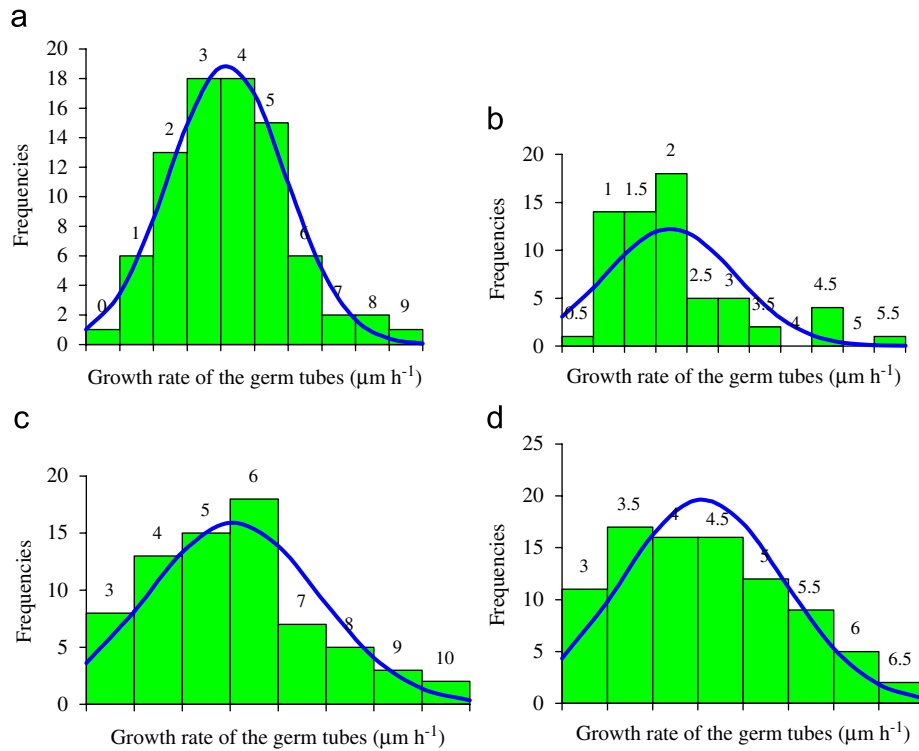 a
20
18
16
14
12
10
8
6
4
2
0
Frequencies
0 1 2 3 4 5 6 7 8 9
Growth rate of the germ tubes (μm h-1)
b
20
15
10
5
0
Frequencies
0.5 1 1.5 2 2.5 3 3.5 4 4.5 5 5.5
Growth rate of the germ tubes (μm h-1)
c
20
15
10
5
0
Frequencies
3 4 5 6 7 8 9 10
Growth rate of the germ tubes (μm h-1)
d
25
20
15
10
5
0
Frequencies
3 3.5 4 4.5 5 5.5 6 6.5
Growth rate of the germ tubes (μm h-1)